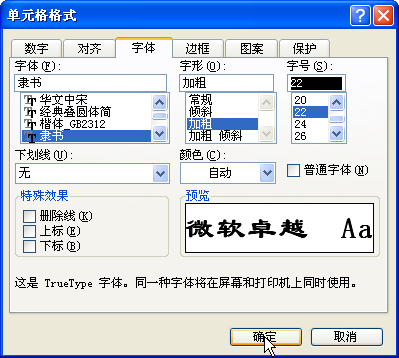 单元格格式
数字 对齐 字体 边框 图案 保护
字体(F): 字形(O): 字号(S):
隶书 加粗 22
华文中宋 常规 20
经典叠圆体简 倾斜 22
楷体_GB2312 加粗 24
隶书 加粗 倾斜 26
下划线(U): 颜色(C):
无 自动 普通字体(N)
特殊效果 预览
删除线(K)
上标(E)
下标(B)
微软卓越 Aa
这是 TrueType 字体。同一种字体将在屏幕和打印机上同时使用。
确定 取消